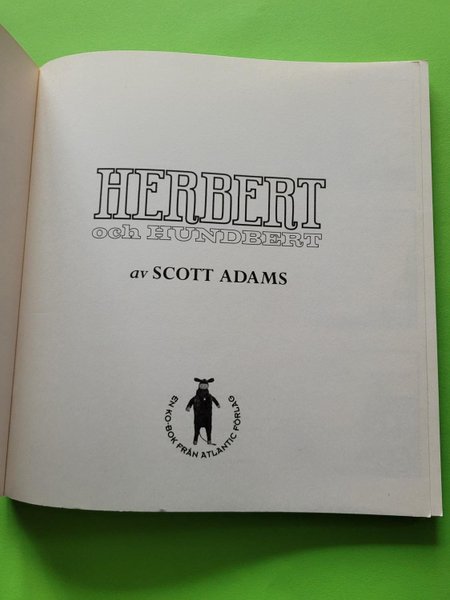 HERBERT
och HUNDBERT
av SCOTT ADAMS
EN KO-BOK FRÅN ATLANTIC FÖRLAG